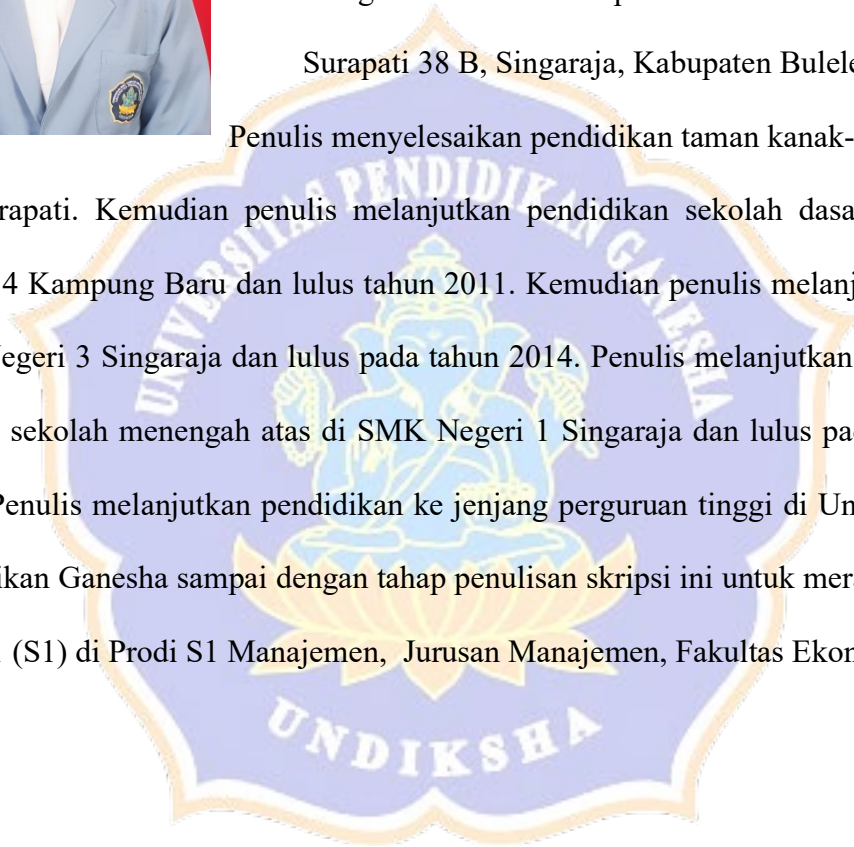 Surapati 38 B, Singaraja, Kabupaten Bulele
Penulis menyelesaikan pendidikan taman kanak-
rapati. Kemudian penulis melanjutkan pendidikan sekolah dasa
4 Kampung Baru dan lulus tahun 2011. Kemudian penulis melanj
egeri 3 Singaraja dan lulus pada tahun 2014. Penulis melanjutkan
sekolah menengah atas di SMK Negeri 1 Singaraja dan lulus pa
Penulis melanjutkan pendidikan ke jenjang perguruan tinggi di Un
ikan Ganesha sampai dengan tahap penulisan skripsi ini untuk mer
(S1) di Prodi S1 Manajemen, Jurusan Manajemen, Fakultas Ekon
UNIVERSITAS PENDIDIKAN GANESHA
UNDIKSHA